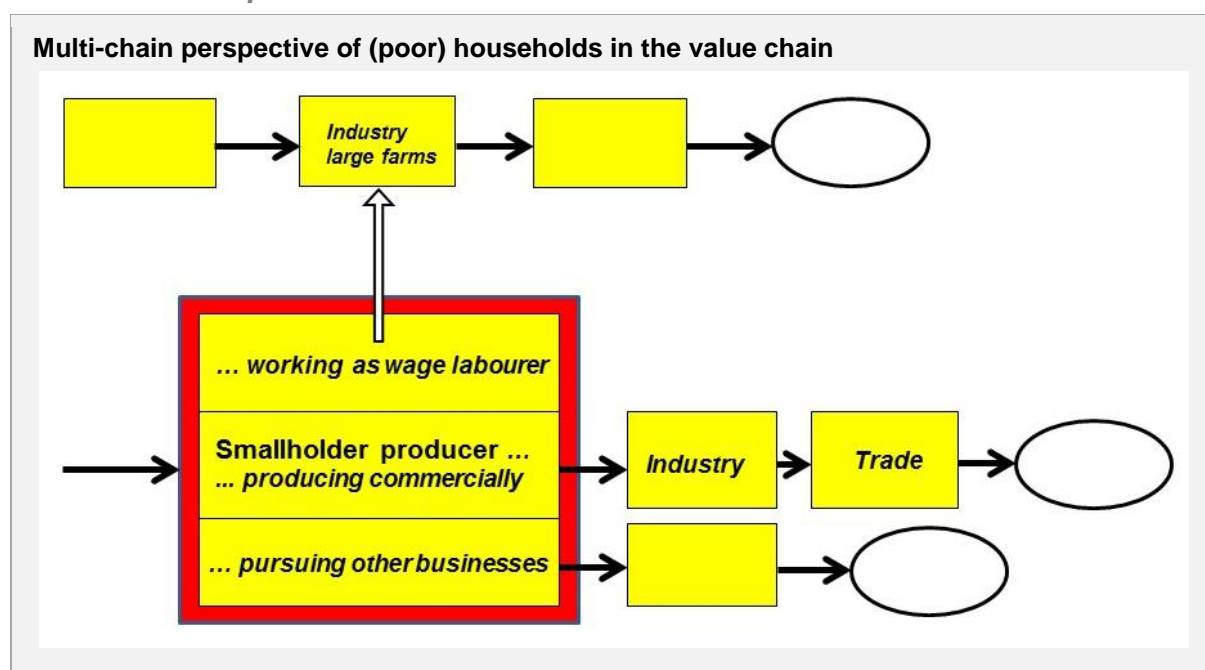 Multi-chain perspective of (poor) households in the value chain
Industry
large farms
... working as wage labourer
Smallholder producer ...
... producing commercially
Industry
Trade
... pursuing other businesses